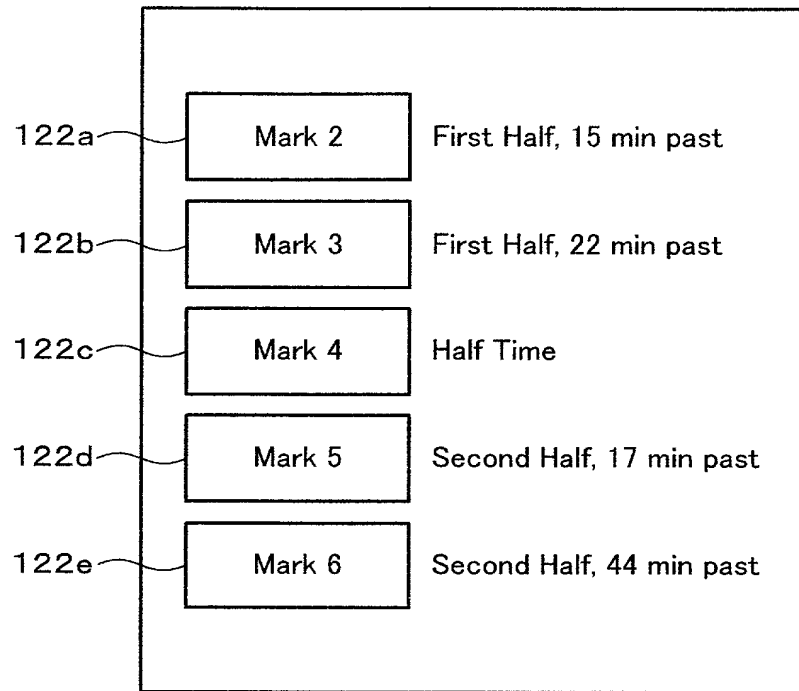 122a Mark 2 First Half, 15 min past
122b Mark 3 First Half, 22 min past
122c Mark 4 Half Time
122d Mark 5 Second Half, 17 min past
122e Mark 6 Second Half, 44 min past